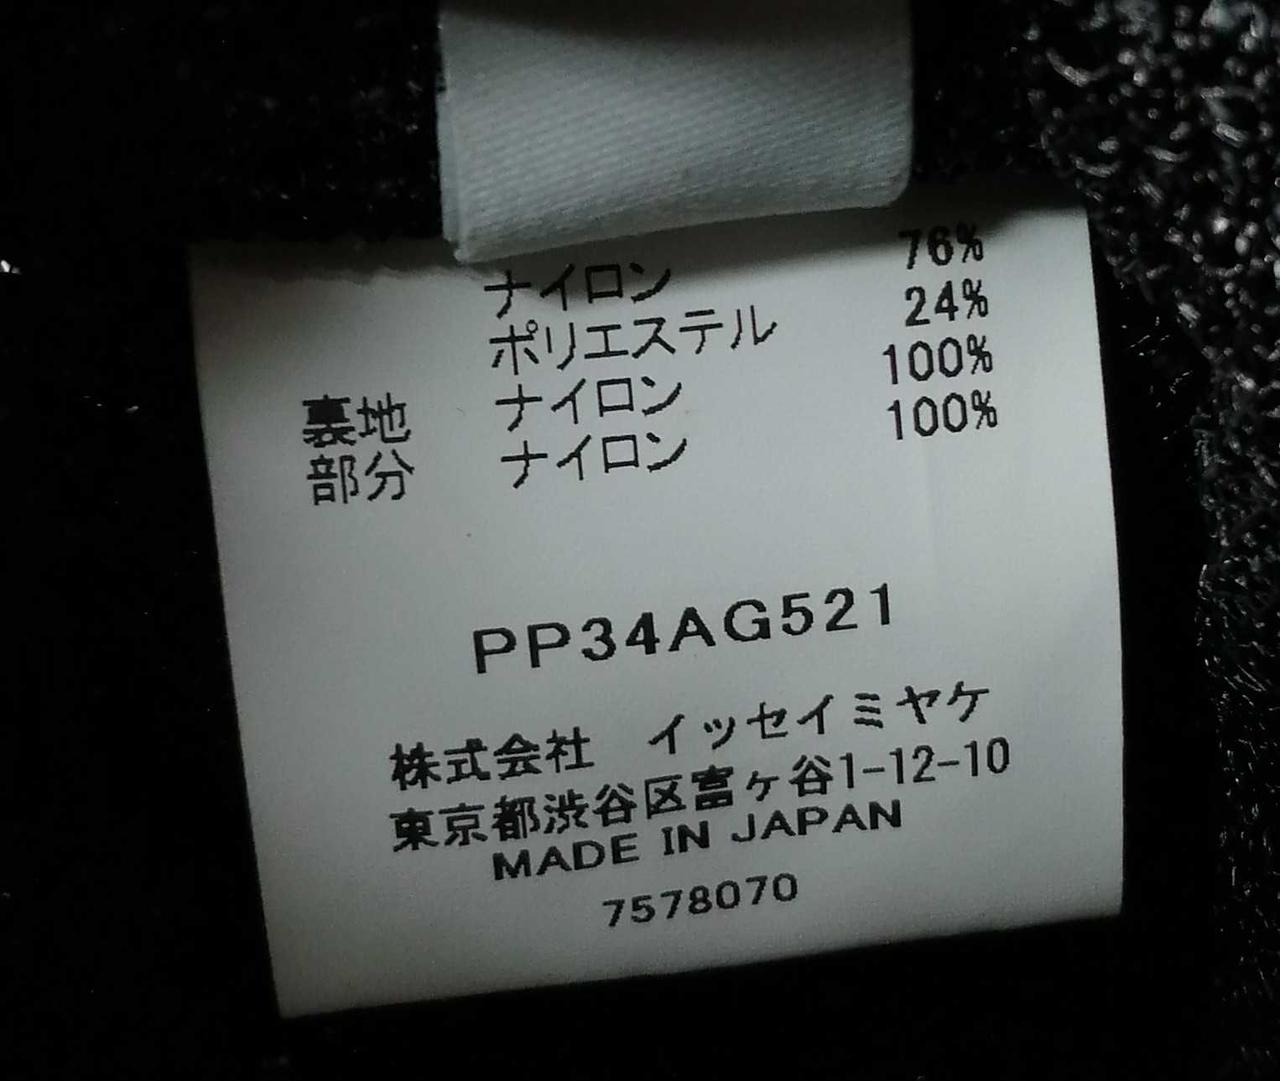 ナイロン 76%
ポリエステル 24%
裏地 ナイロン 100%
部分 ナイロン 100%
PP34AG521
株式会社 イッセイミヤケ
東京都渋谷区富ヶ谷1-12-10
MADE IN JAPAN
7578070